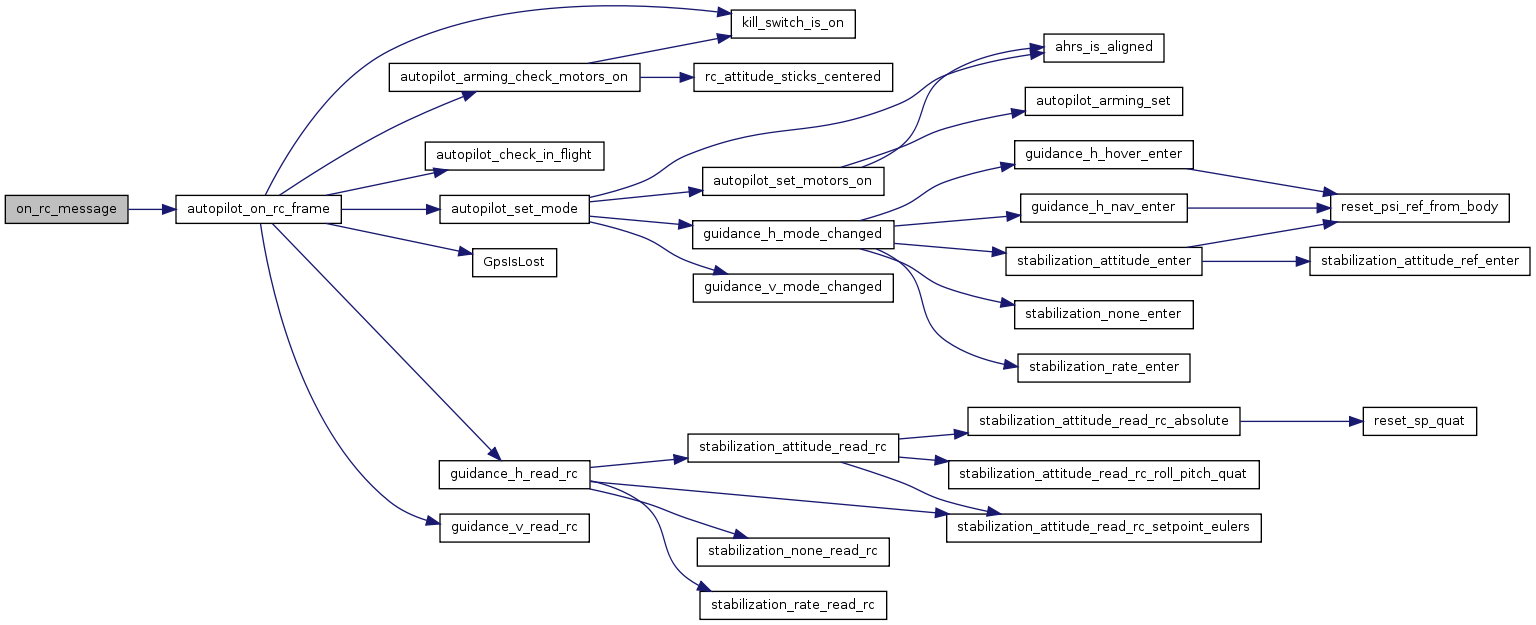 on_rc_message
autopilot_on_rc_frame
kill_switch_is_on
autopilot_arming_check_motors_on
rc_attitude_sticks_centered
autopilot_check_in_flight
autopilot_set_mode
GpsIsLost
guidance_h_read_rc
guidance_v_read_rc
autopilot_set_motors_on
guidance_h_mode_changed
guidance_v_mode_changed
ahrs_is_aligned
autopilot_arming_set
guidance_h_hover_enter
guidance_h_nav_enter
stabilization_attitude_enter
stabilization_none_enter
stabilization_rate_enter
reset_psi_ref_from_body
stabilization_attitude_ref_enter
stabilization_attitude_read_rc
stabilization_none_read_rc
stabilization_rate_read_rc
stabilization_attitude_read_rc_absolute
stabilization_attitude_read_rc_roll_pitch_quat
stabilization_attitude_read_rc_setpoint_eulers
reset_sp_quat